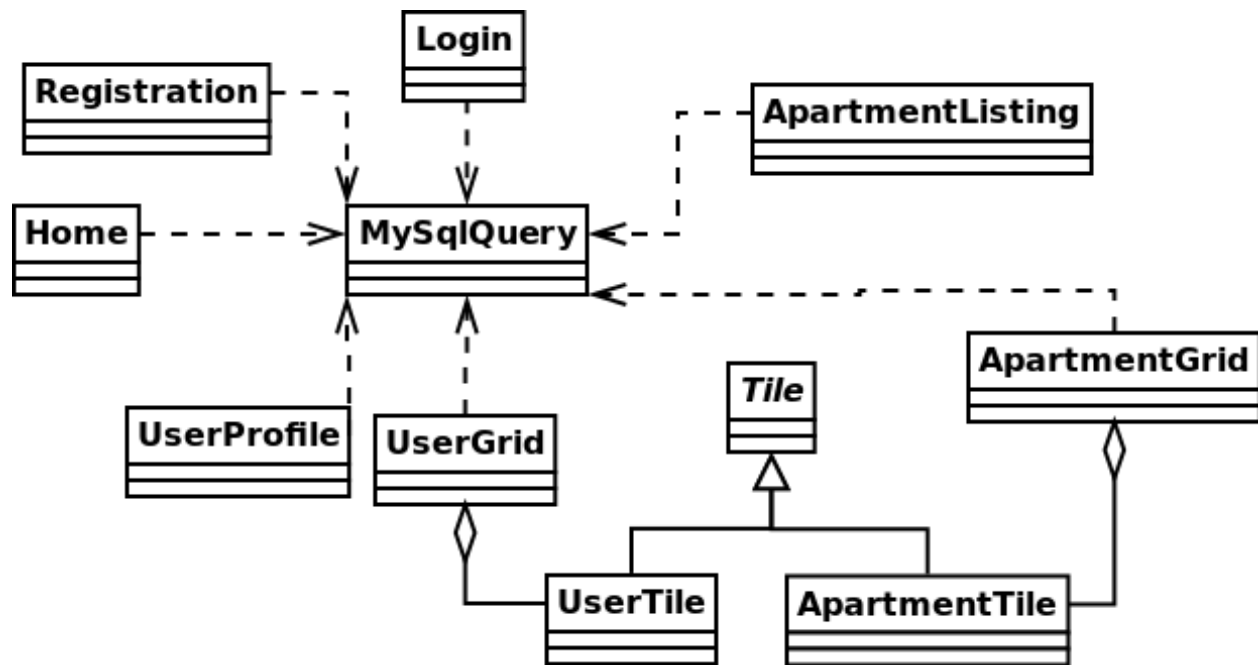 Login
Registration
ApartmentListing
Home
MySqlQuery
ApartmentGrid
Tile
UserProfile
UserGrid
UserTile
ApartmentTile